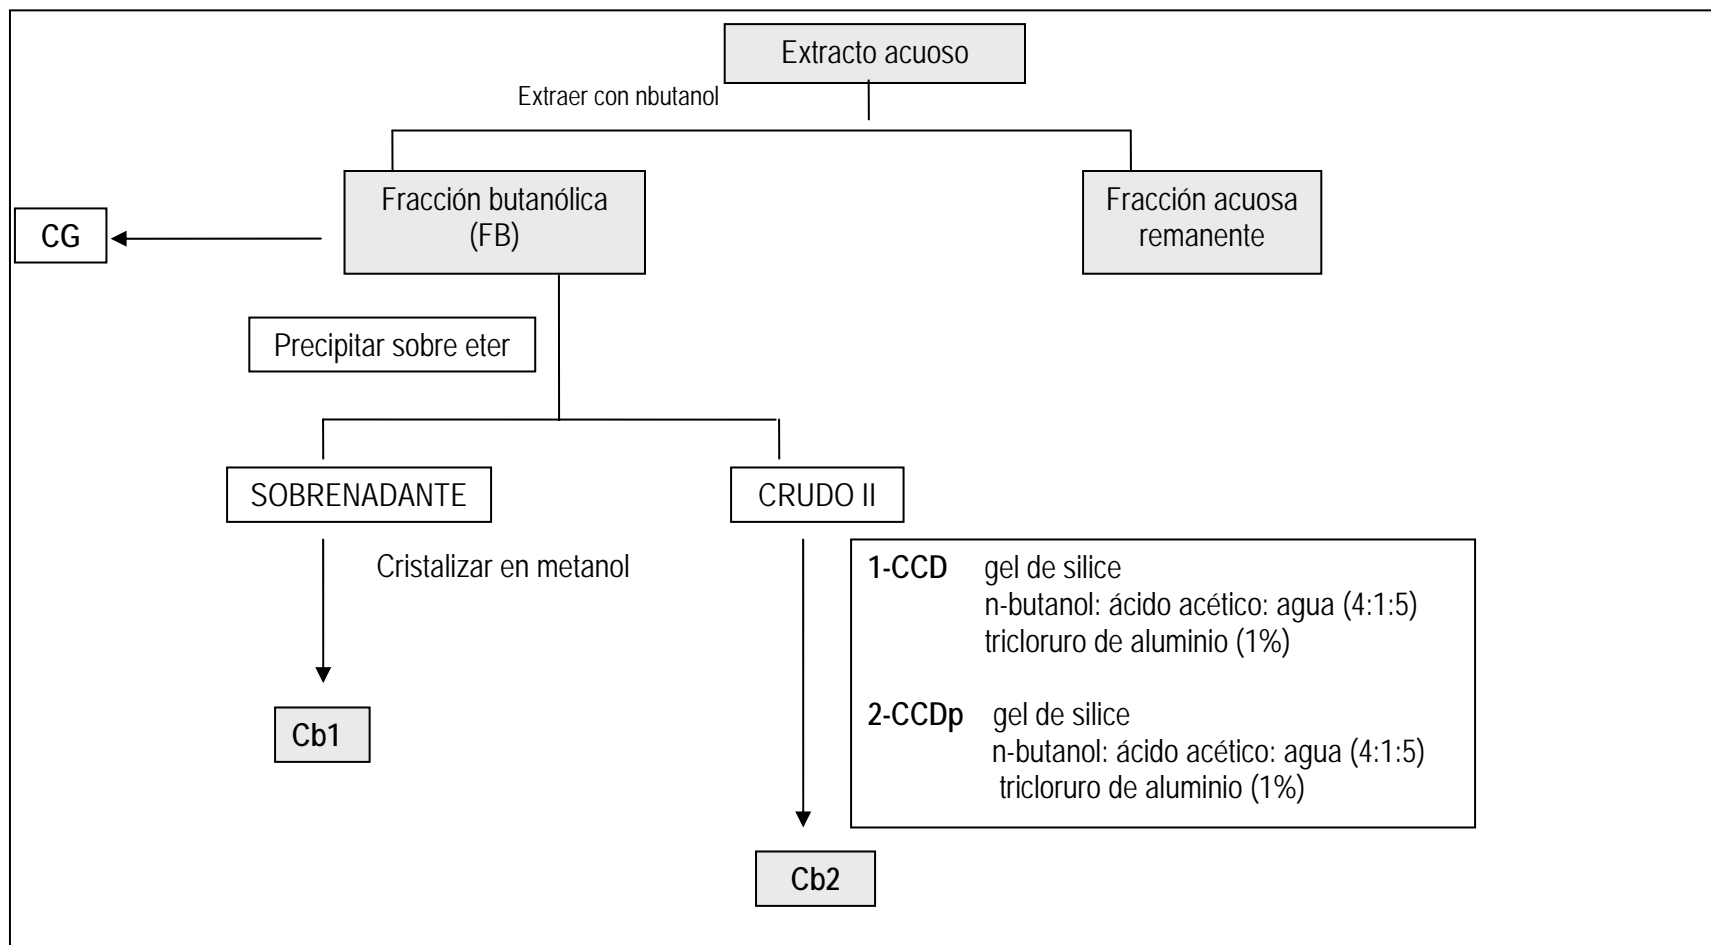 Extracto acuoso
Extraer con nbutanol
Fracción butanólica
(FB)
Fracción acuosa
remanente
CG
Precipitar sobre eter
SOBRENADANTE
CRUDO II
Cristalizar en metanol
1-CCD gel de silice
n-butanol: ácido acético: agua (4:1:5)
tricloruro de aluminio (1%)
2-CCDp gel de silice
n-butanol: ácido acético: agua (4:1:5)
tricloruro de aluminio (1%)
Cb1
Cb2